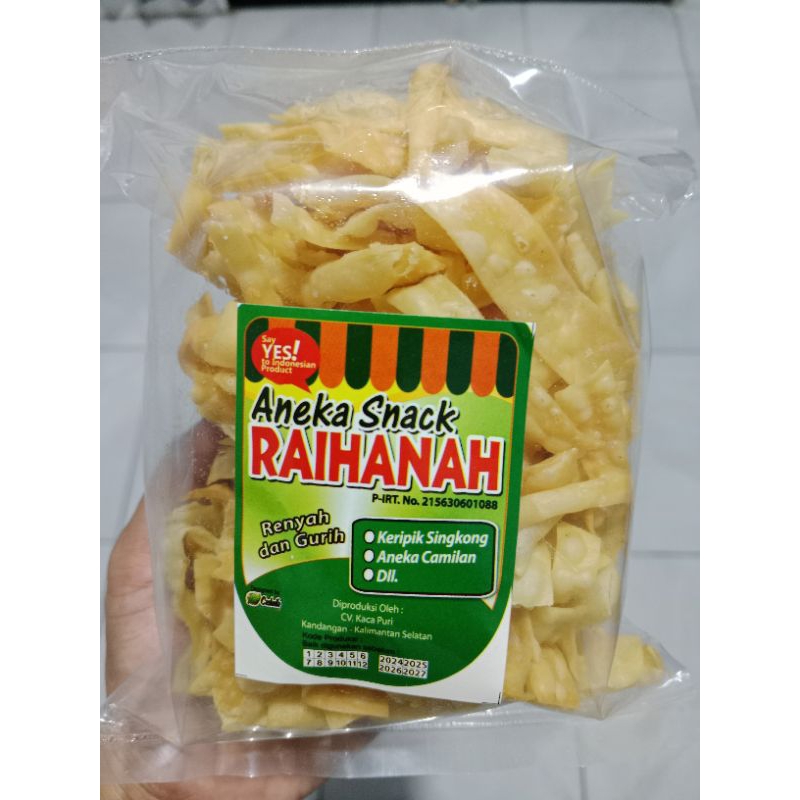 Say
YES!
to Indonesian
Product
Aneka Snack
RAIHANAH
P-IRT. No. 215630601088
Renyah
dan Gurih
Keripik Singkong
Aneka Camilan
Dll.
Diproduksi Oleh :
CV. Kaca Puri
Kandangan - Kalimantan Selatan
Kode Produksi :
1 2 3 4 5 6 2024 2025
7 8 9 10 11 12 2026 2027